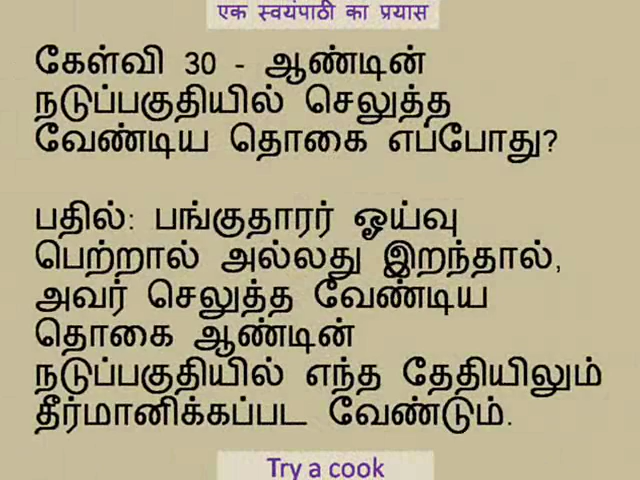 एक स्वयंपाठी का प्रयास
கேள்வி 30 - ஆண்டின்
நடுப்பகுதியில் செலுத்த
வேண்டிய தொகை எப்போது?
பதில்: பங்குதாரர் ஓய்வு
பெற்றால் அல்லது இறந்தால்,
அவர் செலுத்த வேண்டிய
தொகை ஆண்டின்
நடுப்பகுதியில் எந்த தேதியிலும்
தீர்மானிக்கப்பட வேண்டும்.
Try a cook